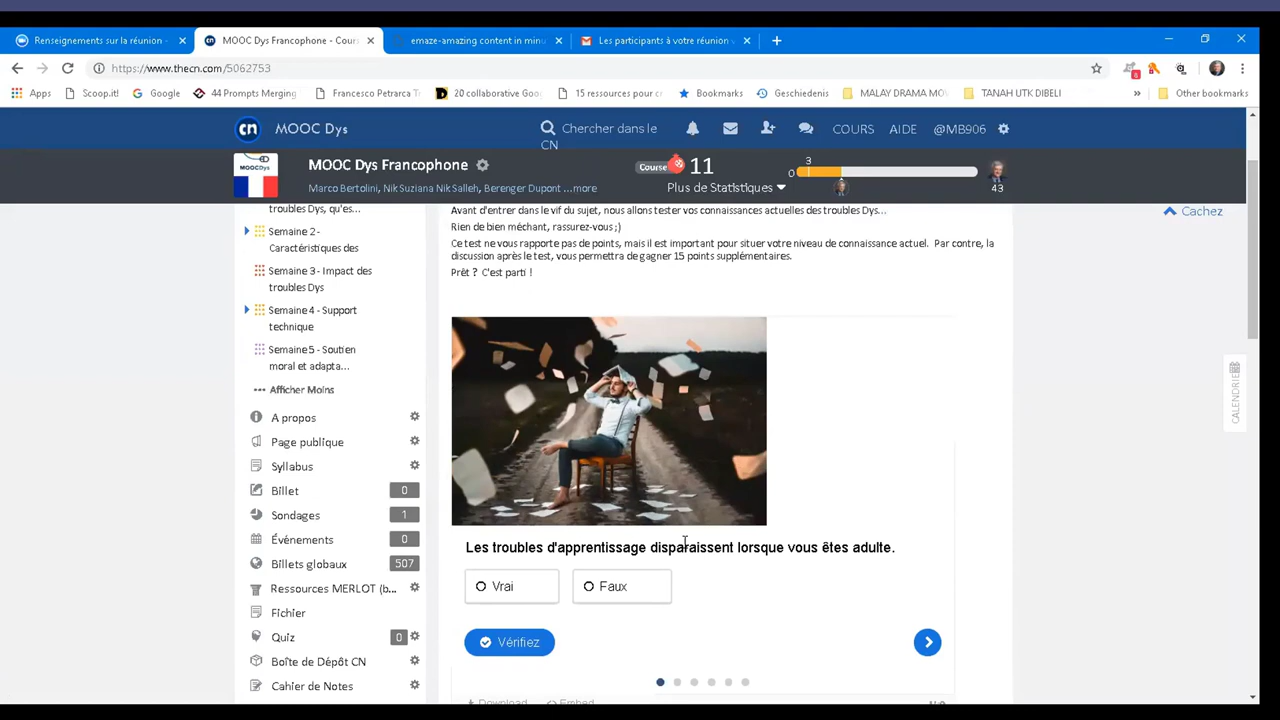 Renseignements sur la réunion -
MOOC Dys Francophone - Cours
emaze-amazing content in minu
Les participants à votre réunion v
https://www.thecn.com/5062753
6
Apps
Scoop.it!
Google
44 Prompts Merging
Francesco Petrarca Tr
20 collaborative Goo
15 ressources pour cr
Bookmarks
Geschiedenis
MALAY DRAMA MOV
TANAH UTK DIBELI
»
Other bookmarks
cn
MOOC Dys
Chercher dans le
CN
COURS
AIDE
@MB906
MOOCDys
MOOC Dys Francophone
Marco Bertolini, Nik Suziana Nik Salleh, Berenger Dupont ...more
Course
11
Plus de Statistiques
0
3
43
troubles Dys, qu'es...
Semaine 2 -
Caractéristiques des
Semaine 3 - Impact des
troubles Dys
Semaine 4 - Support
technique
Semaine 5 - Soutien
moral et adapta...
Afficher Moins
A propos
Page publique
Syllabus
Billet
0
Sondages
1
Événements
0
Billets globaux
507
Ressources MERLOT (b...
Fichier
Quiz
0
Boîte de Dépôt CN
Cahier de Notes
Avant d'entrer dans le vif du sujet, nous allons tester vos connaissances actuelles des troubles Dys...
Rien de bien méchant, rassurez-vous ;)
Ce test ne vous rapporte pas de points, mais il est important pour situer votre niveau de connaissance actuel. Par contre, la
discussion après le test, vous permettra de gagner 15 points supplémentaires.
Prêt ? C'est parti !
Les troubles d'apprentissage disparaissent lorsque vous êtes adulte.
Vrai
Faux
Vérifiez
Download
Embed
Cachez
CALENDRIE